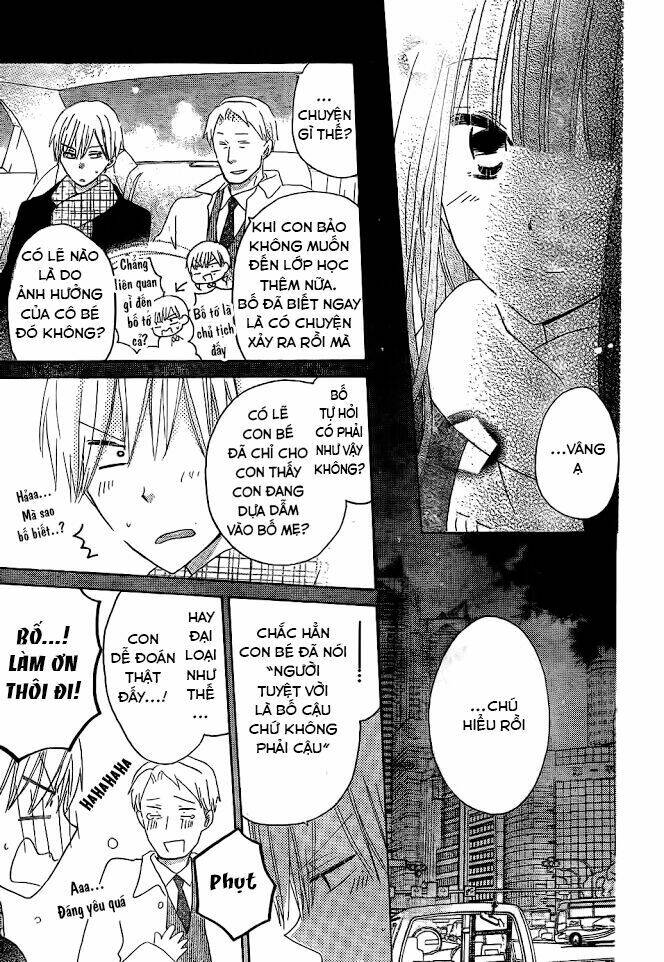 ...VÂNG
Ạ
...CHÚ
HIỂU RỒI
...
CHUYỆN
GÌ THẾ?
KHI CON BẢO
KHÔNG MUỐN
ĐẾN LỚP HỌC
THÊM NỮA.
BỐ ĐÃ BIẾT NGAY
LÀ CÓ CHUYỆN
XẢY RA RỒI MÀ
Bố tớ là
chủ tịch
đấy
Chẳng
liên quan
gì đến
bố tớ
cả?
CÓ LẼ NÀO
LÀ DO
ẢNH HƯỞNG
CỦA CÔ BÉ
ĐÓ KHÔNG?
BỐ
TỰ HỎI
CÓ PHẢI
NHƯ VẬY
KHÔNG?
CÓ LẼ
CON BÉ
ĐÃ CHỈ CHO
CON THẤY
CON ĐANG
DỰA DẪM
VÀO BỐ MẸ?
Hảaa...
Mà sao
bố biết..?
CHẮC HẲN
CON BÉ ĐÃ NÓI
"NGƯỜI
TUYỆT VỜI
LÀ BỐ CẬU
CHỨ KHÔNG
PHẢI CẬU"
HAY
ĐẠI
LOẠI
NHƯ
THẾ
...
CON
DỄ ĐOÁN
THẬT
ĐẤY...!
BỐ...!
LÀM ƠN
THÔI ĐI!
HAHAHAHA
Phụt
Aaa...
Đáng yêu quá